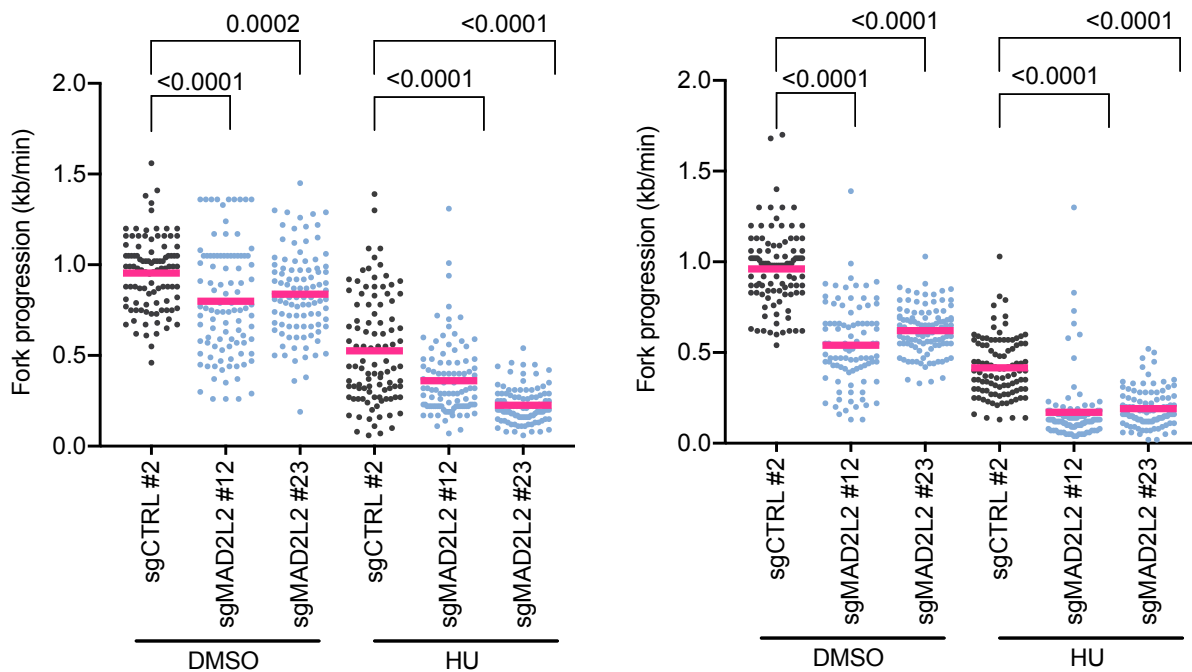 0.0002
<0.0001
<0.0001
<0.0001
Fork progression (kb/min)
2.0
1.5
1.0
0.5
0.0
sgCTRL #2
sgMAD2L2 #12
sgMAD2L2 #23
sgCTRL #2
sgMAD2L2 #12
sgMAD2L2 #23
DMSO
HU
<0.0001
<0.0001
<0.0001
<0.0001
Fork progression (kb/min)
2.0
1.5
1.0
0.5
0.0
sgCTRL #2
sgMAD2L2 #12
sgMAD2L2 #23
sgCTRL #2
sgMAD2L2 #12
sgMAD2L2 #23
DMSO
HU